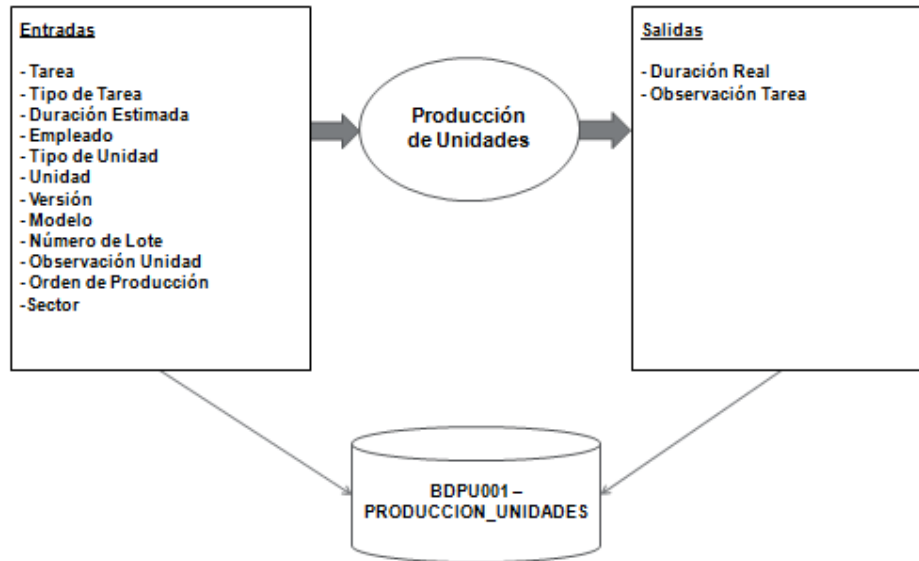 Entradas
- Tarea
- Tipo de Tarea
- Duración Estimada
- Empleado
- Tipo de Unidad
- Unidad
- Versión
- Modelo
- Número de Lote
- Observación Unidad
- Orden de Producción
-Sector
Producción
de Unidades
Salidas
- Duración Real
- Observación Tarea
BDPU001 –
PRODUCCION_UNIDADES